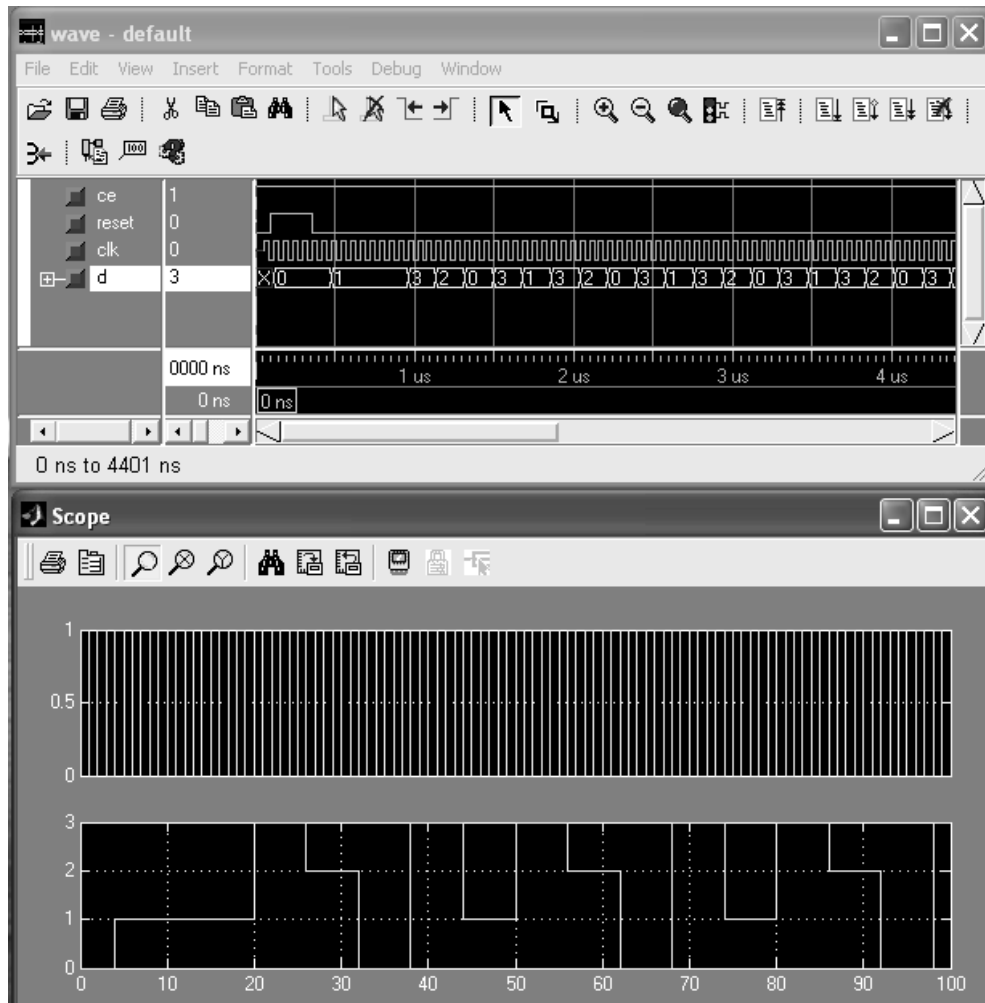 wave - default
File Edit View Insert Format Tools Debug Window
ce 1
reset 0
clk 0
d 3 X 0 1 3 2 0 3 1 3 2 0 3 1 3 2 0 3 1 3 2 0 3
0000 ns 1 us 2 us 3 us 4 us
0 ns 0 ns
0 ns to 4401 ns
Scope
1
0.5
0
3
2
1
0
0 10 20 30 40 50 60 70 80 90 100